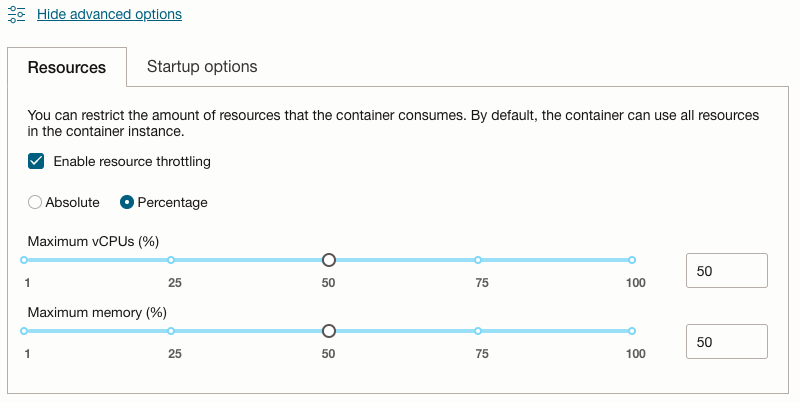 Hide advanced options
Resources
Startup options
You can restrict the amount of resources that the container consumes. By default, the container can use all resources
in the container instance.
Enable resource throttling
Absolute
Percentage
Maximum vCPUs (%)
1 25 50 75 100
50
Maximum memory (%)
1 25 50 75 100
50